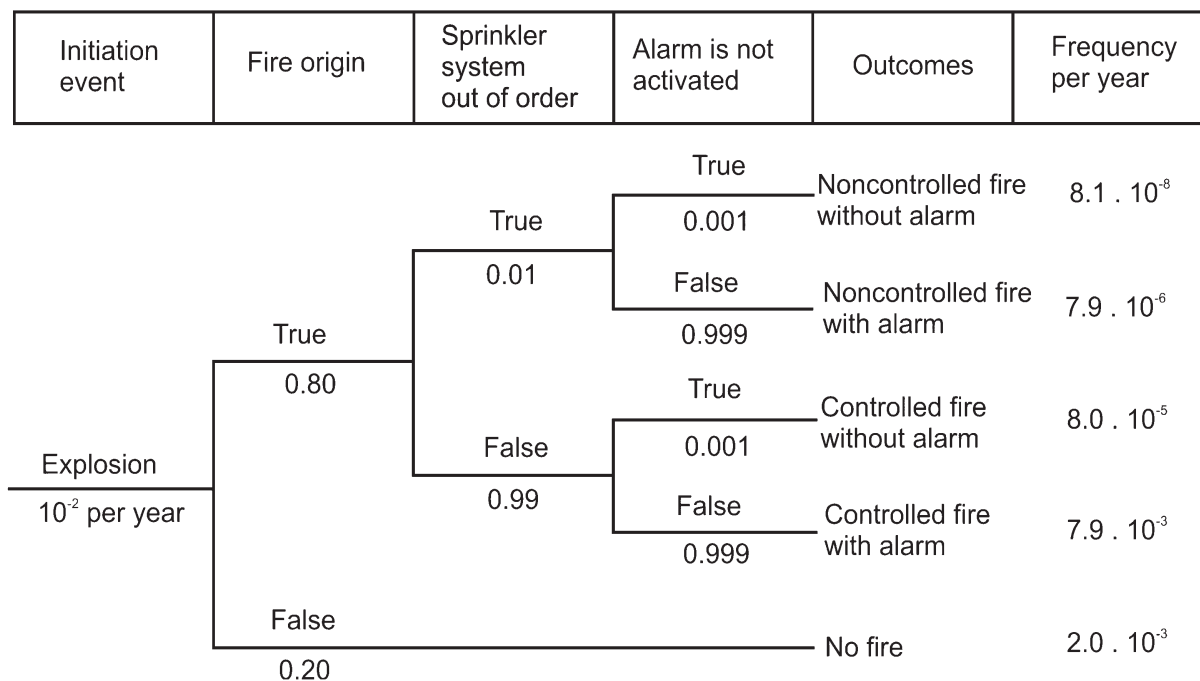 Initiation
event
Fire origin
Sprinkler
system
out of order
Alarm is not
activated
Outcomes
Frequency
per year
True
0.001
Noncontrolled fire
without alarm
8.1 . 10⁻⁸
True
0.01
False
0.999
Noncontrolled fire
with alarm
7.9 . 10⁻⁶
True
0.80
True
0.001
Controlled fire
without alarm
8.0 . 10⁻⁵
False
0.99
Explosion
10⁻² per year
False
0.999
Controlled fire
with alarm
7.9 . 10⁻³
False
0.20
No fire
2.0 . 10⁻³